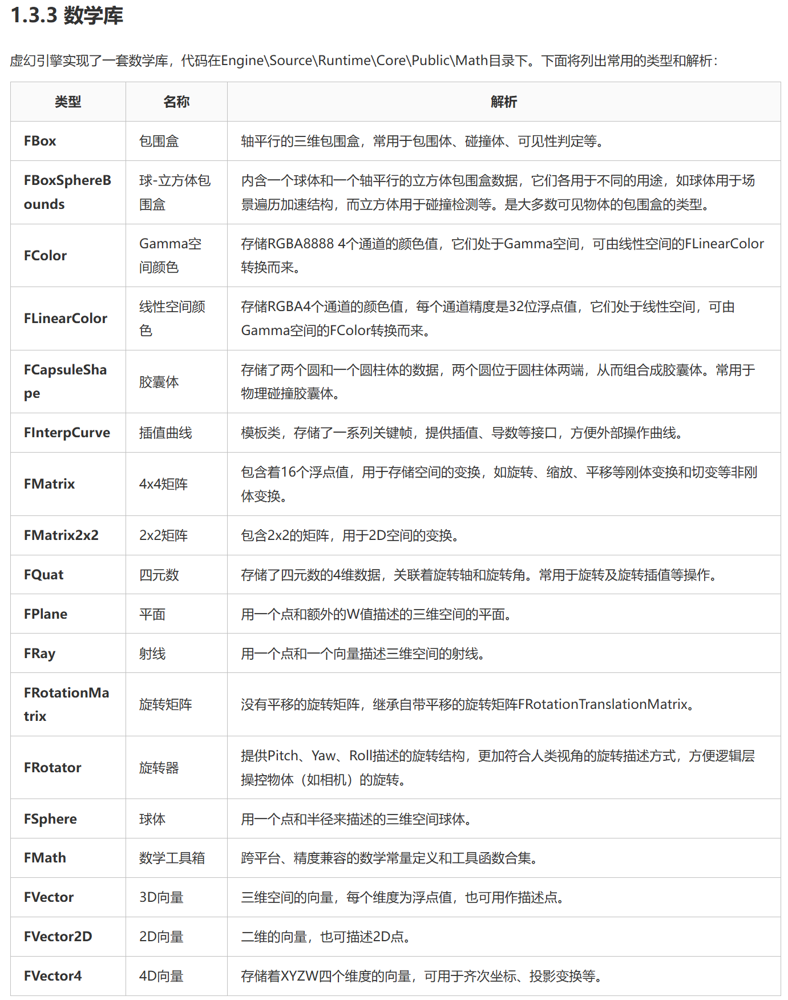 1.3.3 数学库
虚幻引擎实现了一套数学库，代码在Engine\Source\Runtime\Core\Public\Math目录下。下面将列出常用的类型和解析：
类型 名称 解析
FBox 包围盒 轴平行的三维包围盒，常用于包围体、碰撞体、可见性判定等。
FBoxSphereB
ounds
球-立方体包
围盒
内含一个球体和一个轴平行的立方体包围盒数据，它们各用于不同的用途，如球体用于场
景遍历加速结构，而立方体用于碰撞检测等。是大多数可见物体的包围盒的类型。
FColor
Gamma空
间颜色
存储RGBA8888 4个通道的颜色值，它们处于Gamma空间，可由线性空间的FLinearColor
转换而来。
FLinearColor
线性空间颜
色
存储RGBA4个通道的颜色值，每个通道精度是32位浮点值，它们处于线性空间，可由
Gamma空间的FColor转换而来。
FCapsuleSha
pe
胶囊体
存储了两个圆和一个圆柱体的数据，两个圆位于圆柱体两端，从而组合成胶囊体。常用于
物理碰撞胶囊体。
FInterpCurve 插值曲线 模板类，存储了一系列关键帧，提供插值、导数等接口，方便外部操作曲线。
FMatrix
4x4矩阵
包含着16个浮点值，用于存储空间的变换，如旋转、缩放、平移等刚体变换和切变等非刚
体变换。
FMatrix2x2 2x2矩阵 包含2x2的矩阵，用于2D空间的变换。
FQuat 四元数 存储了四元数的4维数据，关联着旋转轴和旋转角。常用于旋转及旋转插值等操作。
FPlane 平面 用一个点和额外的W值描述的三维空间的平面。
FRay 射线 用一个点和一个向量描述三维空间的射线。
FRotationMa
trix
旋转矩阵
没有平移的旋转矩阵，继承自带平移的旋转矩阵FRotationTranslationMatrix。
FRotator
旋转器
提供Pitch、Yaw、Roll描述的旋转结构，更加符合人类视角的旋转描述方式，方便逻辑层
操控物体（如相机）的旋转。
FSphere 球体 用一个点和半径来描述的三维空间球体。
FMath 数学工具箱 跨平台、精度兼容的数学常量定义和工具函数合集。
FVector 3D向量 三维空间的向量，每个维度为浮点值，也可用作描述点。
FVector2D 2D向量 二维的向量，也可描述2D点。
FVector4 4D向量 存储着XYZW四个维度的向量，可用于齐次坐标、投影变换等。